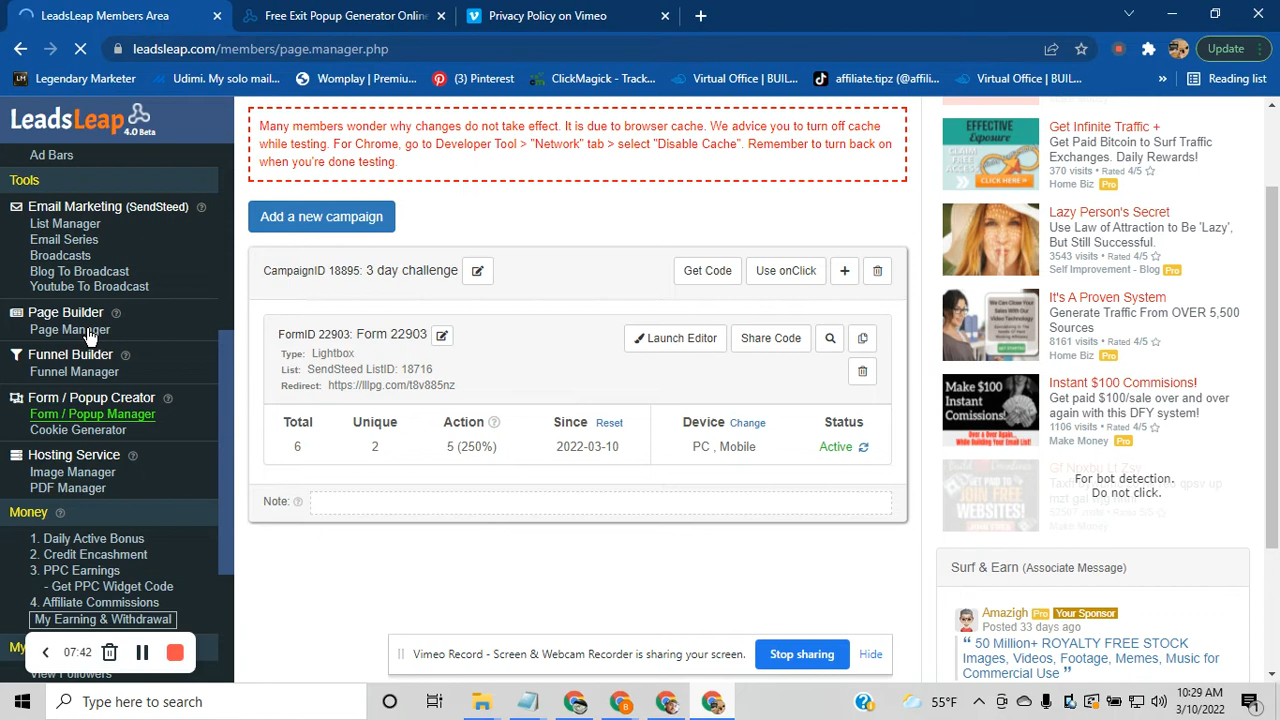 LeadsLeap Members Area
Free Exit Popup Generator Online
Privacy Policy on Vimeo
leadsleap.com/members/page.manager.php
Update
Legendary Marketer
Udimi. My solo mail...
Womplay | Premium...
(3) Pinterest
ClickMagick - Track...
Virtual Office | BUIL...
affiliate.tipz (@affili...
Virtual Office | BUIL...
»
Reading list
LeadsLeap
4.0 Beta
Ad Bars
Tools
Email Marketing (SendSteed)
List Manager
Email Series
Broadcasts
Blog To Broadcast
Youtube To Broadcast
Page Builder
Page Manager
Funnel Builder
Funnel Manager
Form / Popup Creator
Form / Popup Manager
Cookie Generator
Hosting Service
Image Manager
PDF Manager
Money
1. Daily Active Bonus
2. Credit Encashment
3. PPC Earnings
- Get PPC Widget Code
4. Affiliate Commissions
My Earning & Withdrawal
My
View Followers
07:42
Many members wonder why changes do not take effect. It is due to browser cache. We advice you to turn off cache
while testing. For Chrome, go to Developer Tool > "Network" tab > select "Disable Cache". Remember to turn back on
when you're done testing.
Add a new campaign
CampaignID 18895: 3 day challenge
Get Code
Use onClick
FormID 22903: Form 22903
Launch Editor
Share Code
Type: Lightbox
List: SendSteed ListID: 18716
Redirect: https://lllpg.com/t8v885nz
Total
Unique
Action
Since Reset
Device Change
Status
6
2
5 (250%)
2022-03-10
PC , Mobile
Active
Note:
Vimeo Record - Screen & Webcam Recorder is sharing your screen.
Stop sharing
Hide
EFFECTIVE
Exposure
CLAIM FREE
ACCESS
CLICK HERE
Get Infinite Traffic +
Get Paid Bitcoin to Surf Traffic
Exchanges. Daily Rewards!
370 visits • Rated 4/5
Home Biz Pro
Lazy Person's Secret
Use Law of Attraction to Be 'Lazy',
But Still Successful.
3543 visits • Rated 4/5
Self Improvement - Blog Pro
It's A Proven System
Generate Traffic From OVER 5,500
Sources
8161 visits • Rated 4/5
Home Biz Pro
Make $100
Instant
Comissions!
Instant $100 Commisions!
Get paid $100/sale over and over
again with this DFY system!
1106 visits • Rated 4/5
Make Money Pro
For bot detection.
Do not click.
Surf & Earn (Associate Message)
Amazigh Pro Your Sponsor
Posted 33 days ago
“ 50 Million+ ROYALTY FREE STOCK
Images, Videos, Footage, Memes, Music for
Commercial Use ”
Type here to search
55°F
10:29 AM
3/10/2022
1